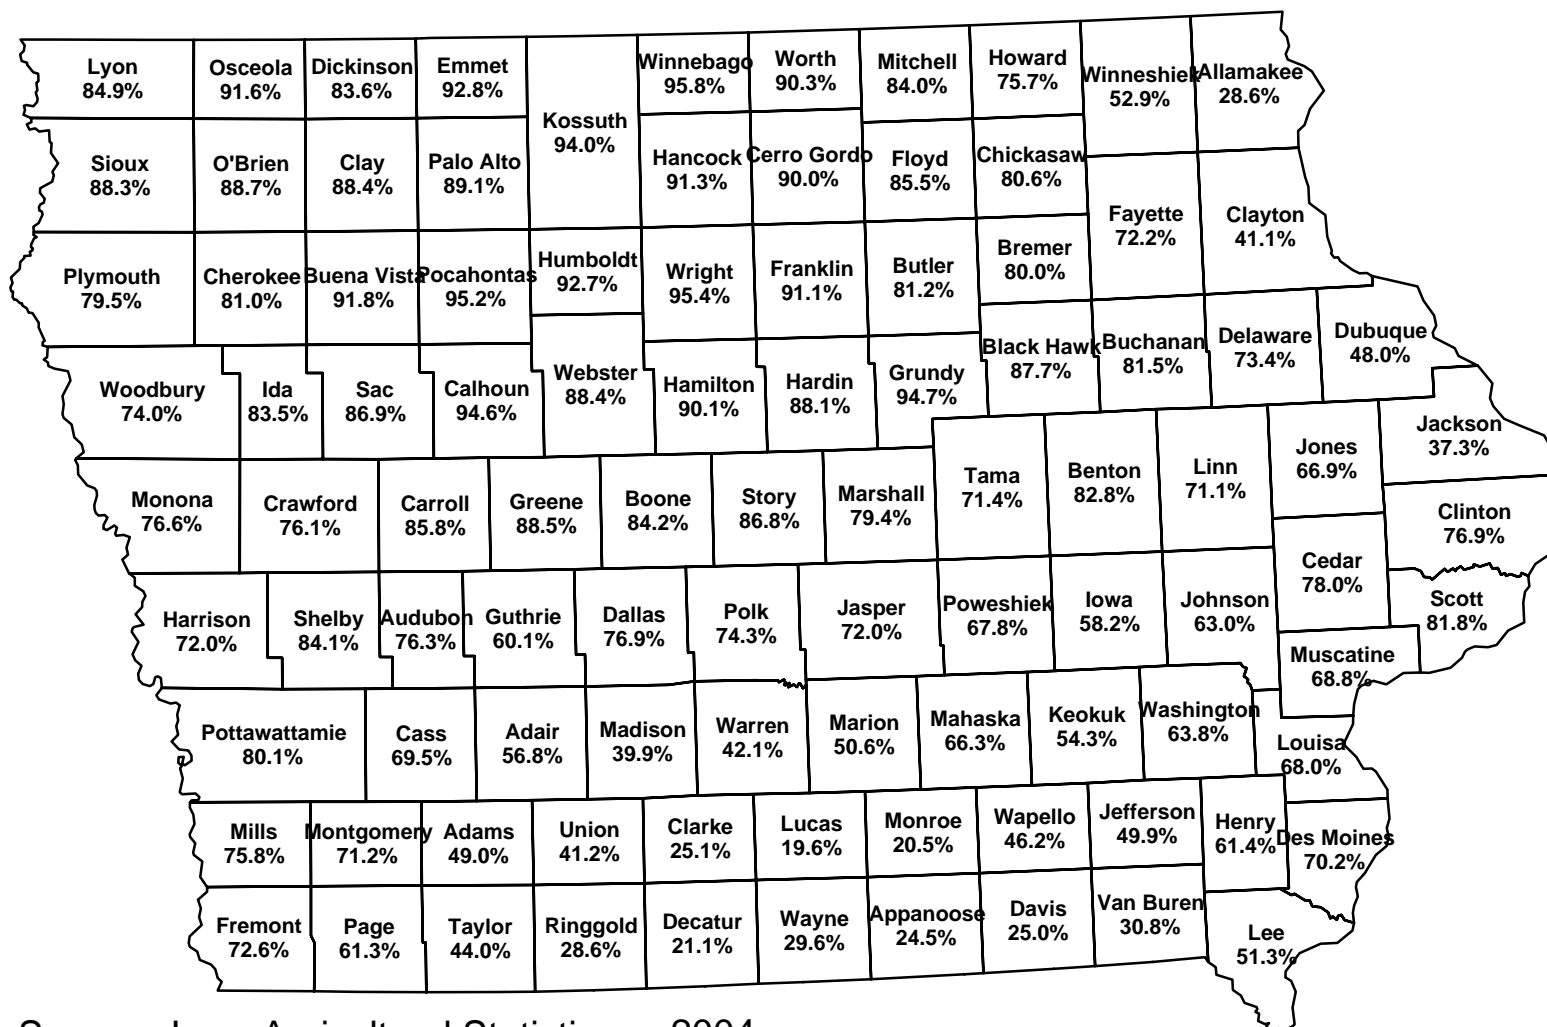 Lyon
84.9%
Osceola
91.6%
Dickinson
83.6%
Emmet
92.8%
Kossuth
94.0%
Winnebago
95.8%
Worth
90.3%
Mitchell
84.0%
Howard
75.7%
Winneshiek
52.9%
Allamakee
28.6%
Sioux
88.3%
O'Brien
88.7%
Clay
88.4%
Palo Alto
89.1%
Hancock
91.3%
Cerro Gordo
90.0%
Floyd
85.5%
Chickasaw
80.6%
Fayette
72.2%
Clayton
41.1%
Plymouth
79.5%
Cherokee
81.0%
Buena Vista
91.8%
Pocahontas
95.2%
Humboldt
92.7%
Wright
95.4%
Franklin
91.1%
Butler
81.2%
Bremer
80.0%
Woodbury
74.0%
Ida
83.5%
Sac
86.9%
Calhoun
94.6%
Webster
88.4%
Hamilton
90.1%
Hardin
88.1%
Grundy
94.7%
Black Hawk
87.7%
Buchanan
81.5%
Delaware
73.4%
Dubuque
48.0%
Monona
76.6%
Crawford
76.1%
Carroll
85.8%
Greene
88.5%
Boone
84.2%
Story
86.8%
Marshall
79.4%
Tama
71.4%
Benton
82.8%
Linn
71.1%
Jones
66.9%
Jackson
37.3%
Clinton
76.9%
Cedar
78.0%
Harrison
72.0%
Shelby
84.1%
Audubon
76.3%
Guthrie
60.1%
Dallas
76.9%
Polk
74.3%
Jasper
72.0%
Poweshiek
67.8%
Iowa
58.2%
Johnson
63.0%
Scott
81.8%
Muscatine
68.8%
Pottawattamie
80.1%
Cass
69.5%
Adair
56.8%
Madison
39.9%
Warren
42.1%
Marion
50.6%
Mahaska
66.3%
Keokuk
54.3%
Washington
63.8%
Louisa
68.0%
Mills
75.8%
Montgomery
71.2%
Adams
49.0%
Union
41.2%
Clarke
25.1%
Lucas
19.6%
Monroe
20.5%
Wapello
46.2%
Jefferson
49.9%
Henry
61.4%
Des Moines
70.2%
Fremont
72.6%
Page
61.3%
Taylor
44.0%
Ringgold
28.6%
Decatur
21.1%
Wayne
29.6%
Appanoose
24.5%
Davis
25.0%
Van Buren
30.8%
Lee
51.3%